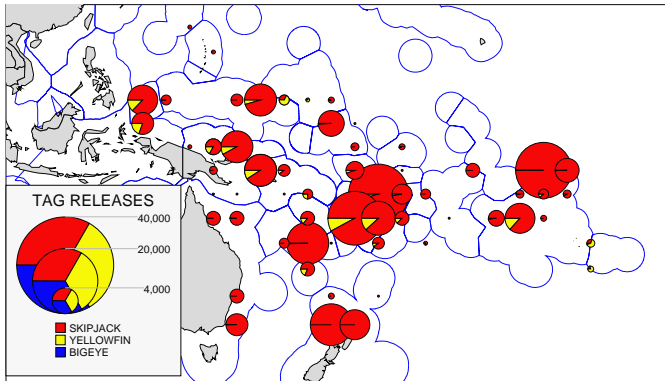 TAG RELEASES
40,000
20,000
4,000
SKIPJACK
YELLOWFIN
BIGEYE